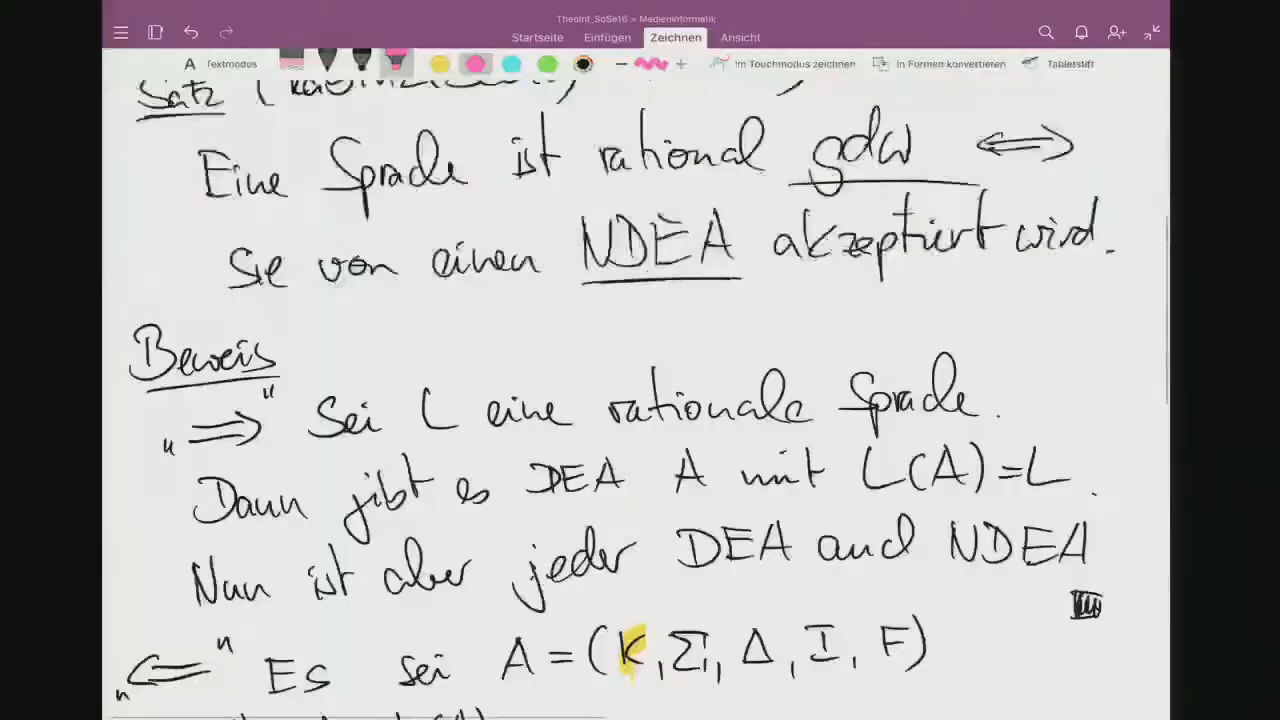 TheoInf_SoSe16 » Medieninformatik
Startseite Einfügen Zeichnen Ansicht
A Textmodus Im Touchmodus zeichnen In Formen konvertieren Tabletstift
Satz (
Eine Sprache ist rational gdw ⟺
sie von einen NDEA akzeptiert wird.
Beweis
"⟹" Sei L eine rationale Sprache.
Dann gibt es DEA A mit L(A)=L.
Nun ist aber jeder DEA auch NDEA
"⟸" Es sei A = (K, Σ, Δ, I, F)